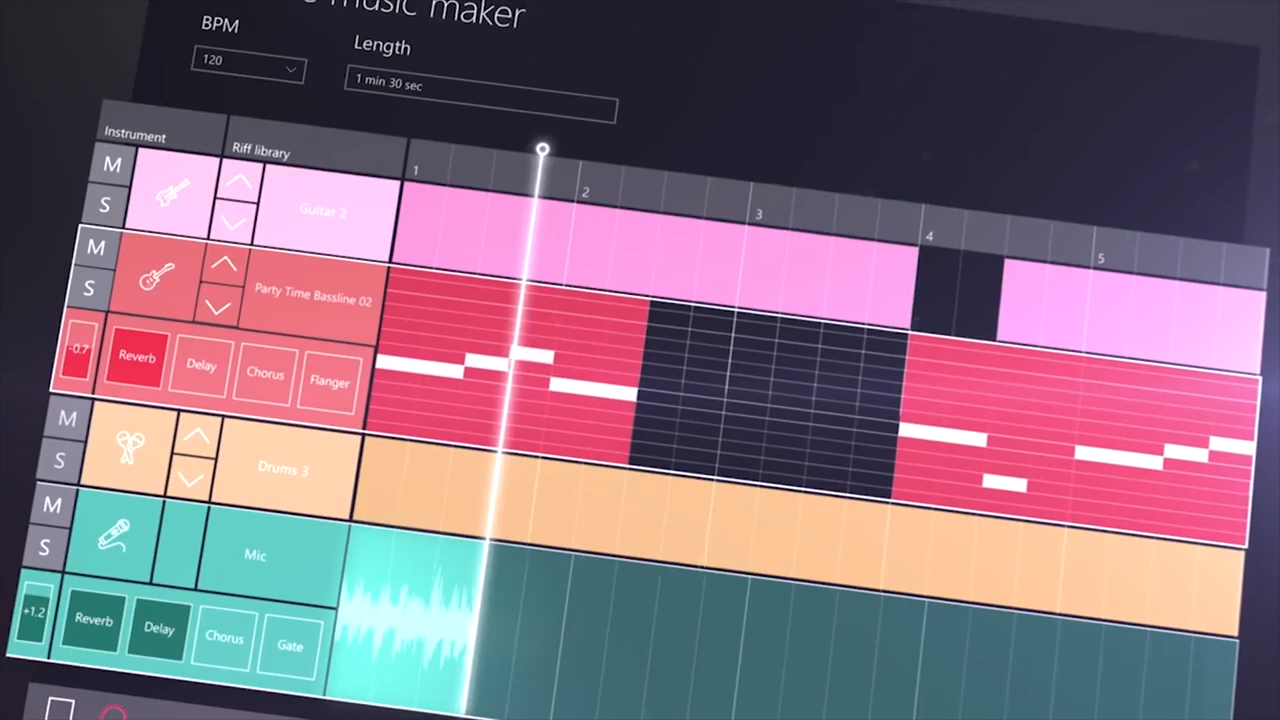 music maker
BPM
Length
120
1 min 30 sec
Instrument
Riff library
1
2
3
4
5
M
S
Guitar 2
M
S
Party Time Bassline 02
-0.7
Reverb
Delay
Chorus
Flanger
M
S
Drums 3
M
S
Mic
+1.2
Reverb
Delay
Chorus
Gate